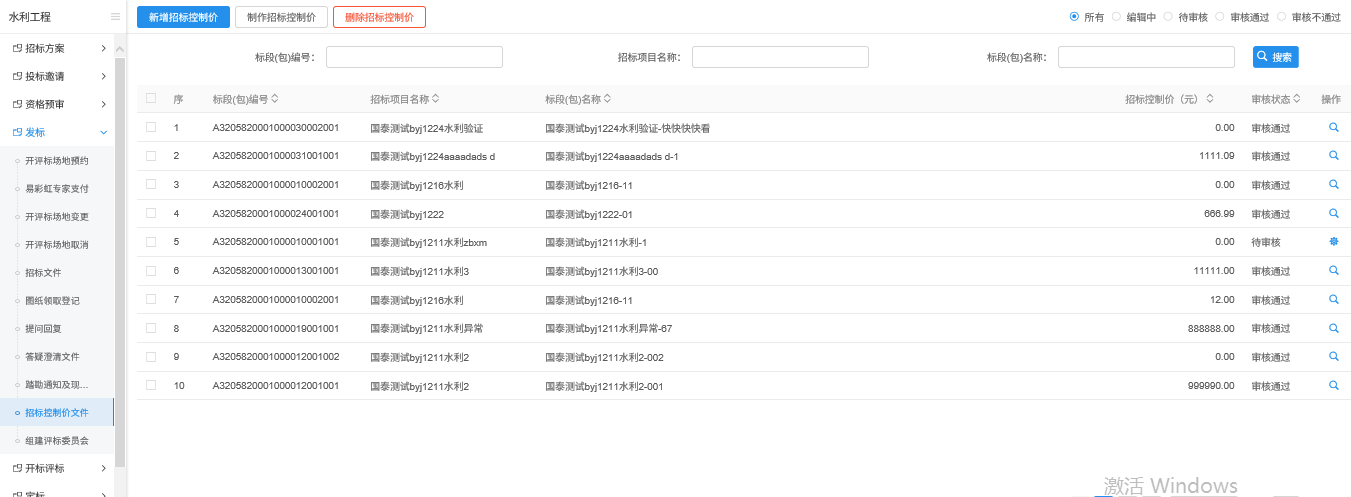 水利工程
新增招标控制价 制作招标控制价 删除招标控制价 所有 编辑中 待审核 审核通过 审核不通过
招标方案
投标邀请
资格预审
发标
开评标场地预约
易彩虹专家支付
开评标场地变更
开评标场地取消
招标文件
图纸领取登记
提问回复
答疑澄清文件
踏勘通知及现...
招标控制价文件
组建评标委员会
开标评标
定标
标段(包)编号： 招标项目名称： 标段(包)名称： 搜索
序 标段(包)编号 招标项目名称 标段(包)名称 招标控制价（元） 审核状态 操作
1 A3205820001000030002001 国泰测试byj1224水利验证 国泰测试byj1224水利验证-快快快快看 0.00 审核通过
2 A3205820001000031001001 国泰测试byj1224aaaadads d 国泰测试byj1224aaaadads d-1 1111.09 审核通过
3 A3205820001000010002001 国泰测试byj1216水利 国泰测试byj1216-11 0.00 审核通过
4 A3205820001000024001001 国泰测试byj1222 国泰测试byj1222-01 666.99 审核通过
5 A3205820001000010001001 国泰测试byj1211水利zbxm 国泰测试byj1211水利-1 0.00 待审核
6 A3205820001000013001001 国泰测试byj1211水利3 国泰测试byj1211水利3-00 11111.00 审核通过
7 A3205820001000010002001 国泰测试byj1216水利 国泰测试byj1216-11 12.00 审核通过
8 A3205820001000019001001 国泰测试byj1211水利异常 国泰测试byj1211水利异常-67 888888.00 审核通过
9 A3205820001000012001002 国泰测试byj1211水利2 国泰测试byj1211水利2-002 0.00 审核通过
10 A3205820001000012001001 国泰测试byj1211水利2 国泰测试byj1211水利2-001 999990.00 审核通过
激活 Windows